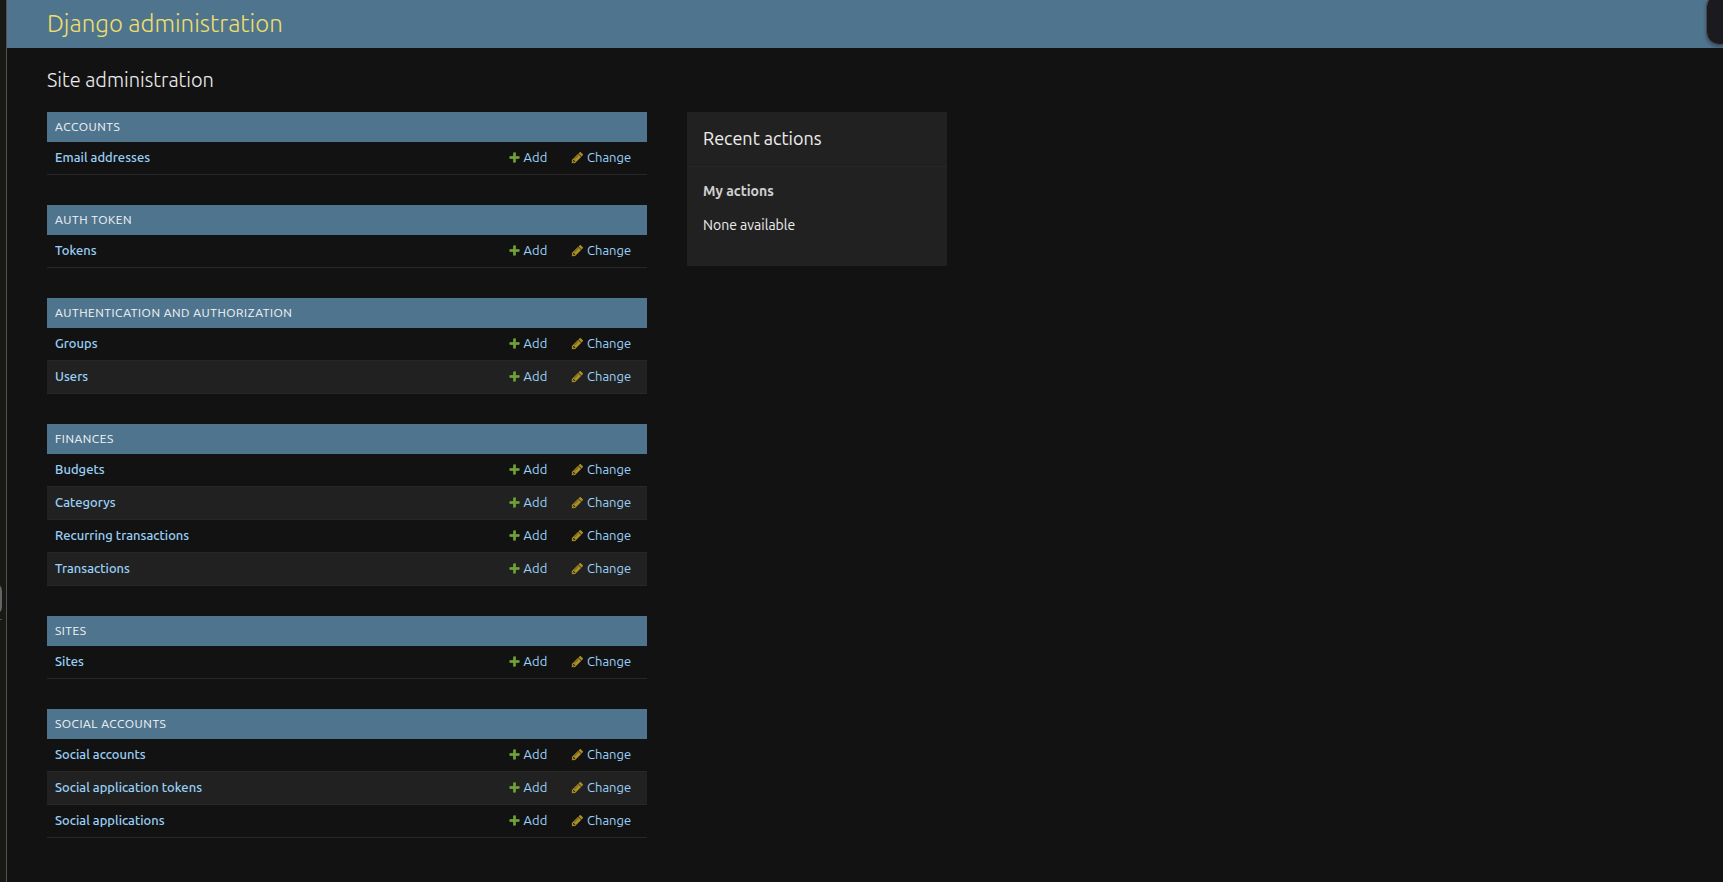 Django administration
Site administration
ACCOUNTS
Email addresses Add Change
AUTH TOKEN
Tokens Add Change
AUTHENTICATION AND AUTHORIZATION
Groups Add Change
Users Add Change
FINANCES
Budgets Add Change
Categorys Add Change
Recurring transactions Add Change
Transactions Add Change
SITES
Sites Add Change
SOCIAL ACCOUNTS
Social accounts Add Change
Social application tokens Add Change
Social applications Add Change
Recent actions
My actions
None available